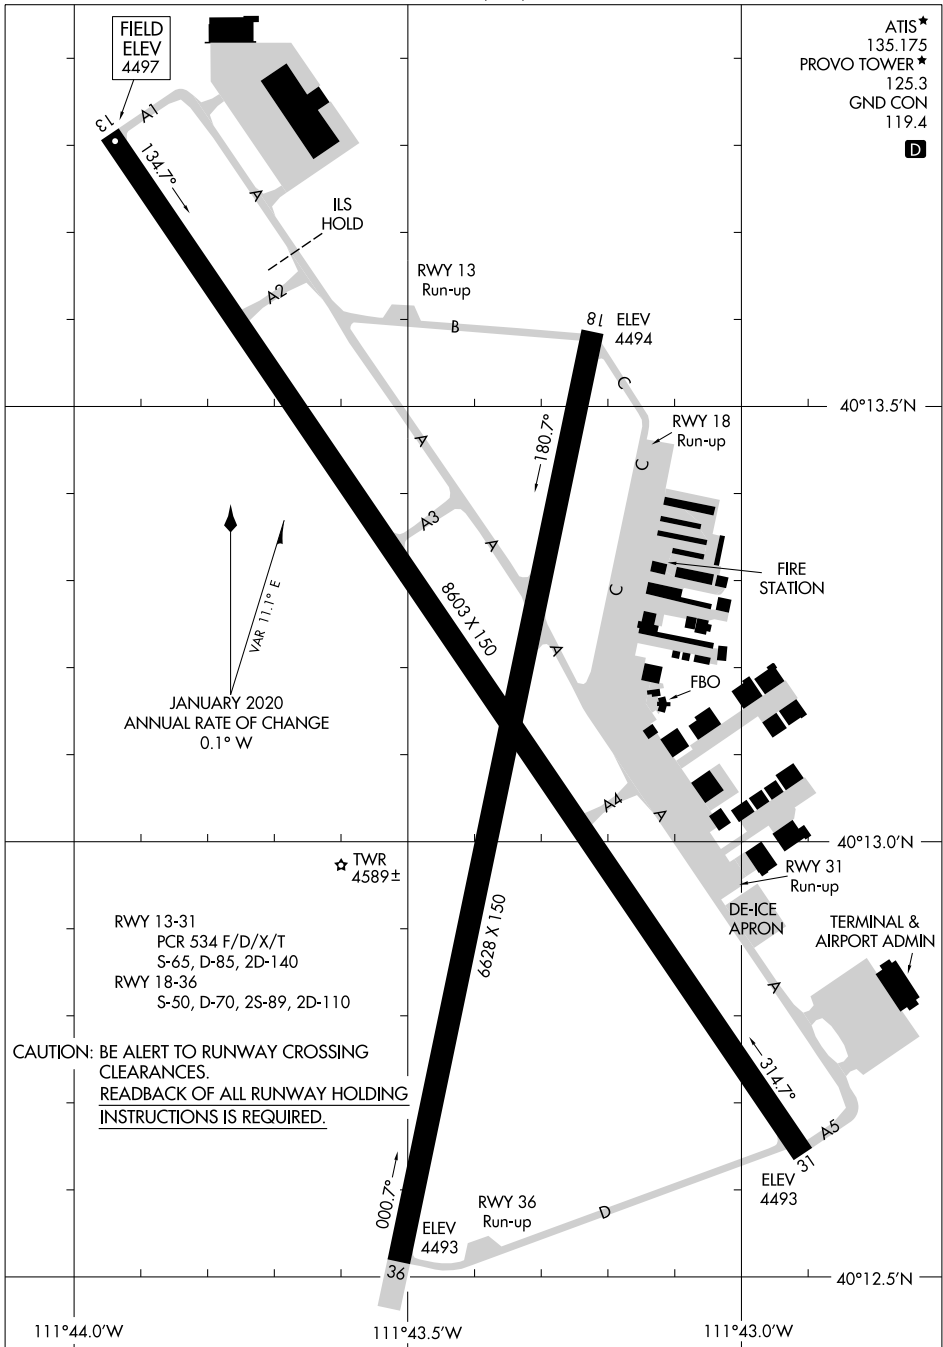 FIELD
ELEV
4497
ATIS★
135.175
PROVO TOWER★
125.3
GND CON
119.4
D
13
A1
134.7°
A
ILS
HOLD
A2
RWY 13
Run-up
B
18
ELEV
4494
C
40°13.5'N
RWY 18
Run-up
A
180.7°
C
A3
A
FIRE
STATION
C
VAR 11.1° E
8603 X 150
A
FBO
JANUARY 2020
ANNUAL RATE OF CHANGE
0.1° W
A4
A
40°13.0'N
TWR
4589±
RWY 31
Run-up
DE-ICE
APRON
TERMINAL &
AIRPORT ADMIN
6628 X 150
RWY 13-31
PCR 534 F/D/X/T
S-65, D-85, 2D-140
RWY 18-36
S-50, D-70, 2S-89, 2D-110
A
CAUTION: BE ALERT TO RUNWAY CROSSING
CLEARANCES.
READBACK OF ALL RUNWAY HOLDING
INSTRUCTIONS IS REQUIRED.
314.7°
A5
31
ELEV
4493
000.7°
RWY 36
Run-up
D
ELEV
4493
36
40°12.5'N
111°44.0'W
111°43.5'W
111°43.0'W